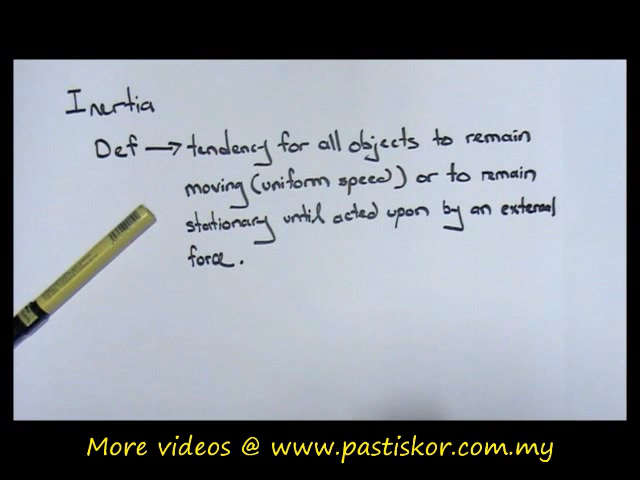 Inertia
Def → tendency for all objects to remain
moving (uniform speed) or to remain
stationary until acted upon by an external
force.
More videos @ www.pastiskor.com.my